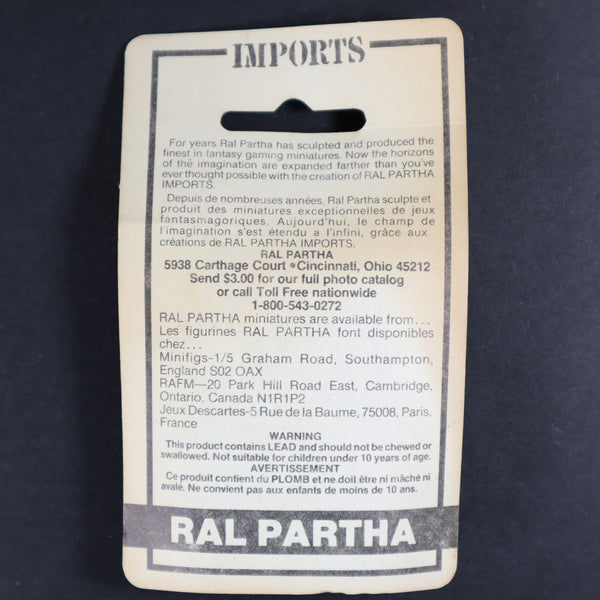 IMPORTS
For years Ral Partha has sculpted and produced the
finest in fantasy gaming miniatures. Now the horizons
of the imagination are expanded farther than you've
ever thought possible with the creation of RAL PARTHA
IMPORTS.
Depuis de nombreuses années, Ral Partha sculpte et
produit des miniatures exceptionelles de jeux
fantasmagoriques. Aujourd'hui, le champ de
l'imagination s'est étendu a l'infini, grâce aux
créations de RAL PARTHA IMPORTS.
RAL PARTHA
5938 Carthage Court • Cincinnati, Ohio 45212
Send $3.00 for our full photo catalog
or call Toll Free nationwide
1-800-543-0272
RAL PARTHA miniatures are available from...
Les figurines RAL PARTHA font disponibles
chez...
Minifigs-1/5 Graham Road, Southampton,
England S02 OAX
RAFM—20 Park Hill Road East, Cambridge,
Ontario, Canada N1R1P2
Jeux Descartes-5 Rue de la Baume, 75008, Paris,
France
WARNING
This product contains LEAD and should not be chewed or
swallowed. Not suitable for children under 10 years of age.
AVERTISSEMENT
Ce produit contient du PLOMB et ne doit être ni mâché ni
avalé. Ne convient pas aux enfants de moins de 10 ans.
RAL PARTHA